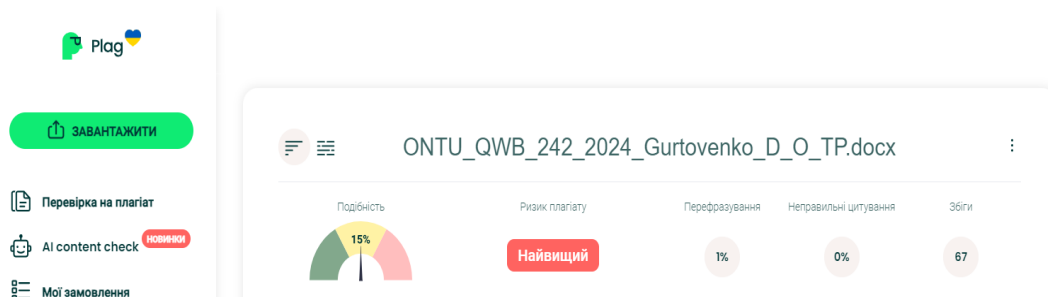 Plag
ЗАВАНТАЖИТИ
Перевірка на плагіат
AI content check
новинки
Мої замовлення
ONTU_QWB_242_2024_Gurtovenko_D_O_TP.docx
Подібність
Ризик плагіату
Перефразування
Неправильні цитування
Збіги
15%
Найвищий
1%
0%
67